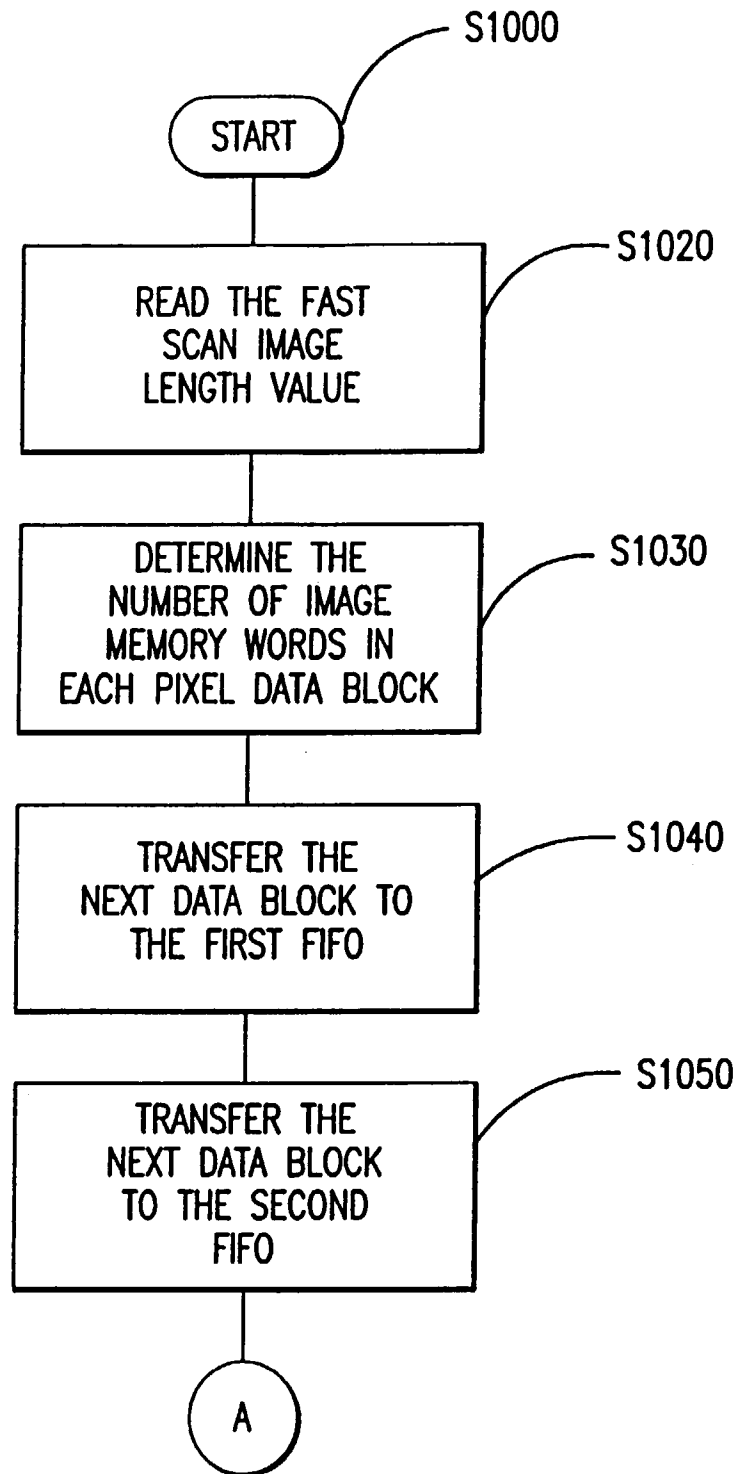 S1000
START
S1020
READ THE FAST
SCAN IMAGE
LENGTH VALUE
S1030
DETERMINE THE
NUMBER OF IMAGE
MEMORY WORDS IN
EACH PIXEL DATA BLOCK
S1040
TRANSFER THE
NEXT DATA BLOCK TO
THE FIRST FIFO
S1050
TRANSFER THE
NEXT DATA BLOCK
TO THE SECOND
FIFO
A